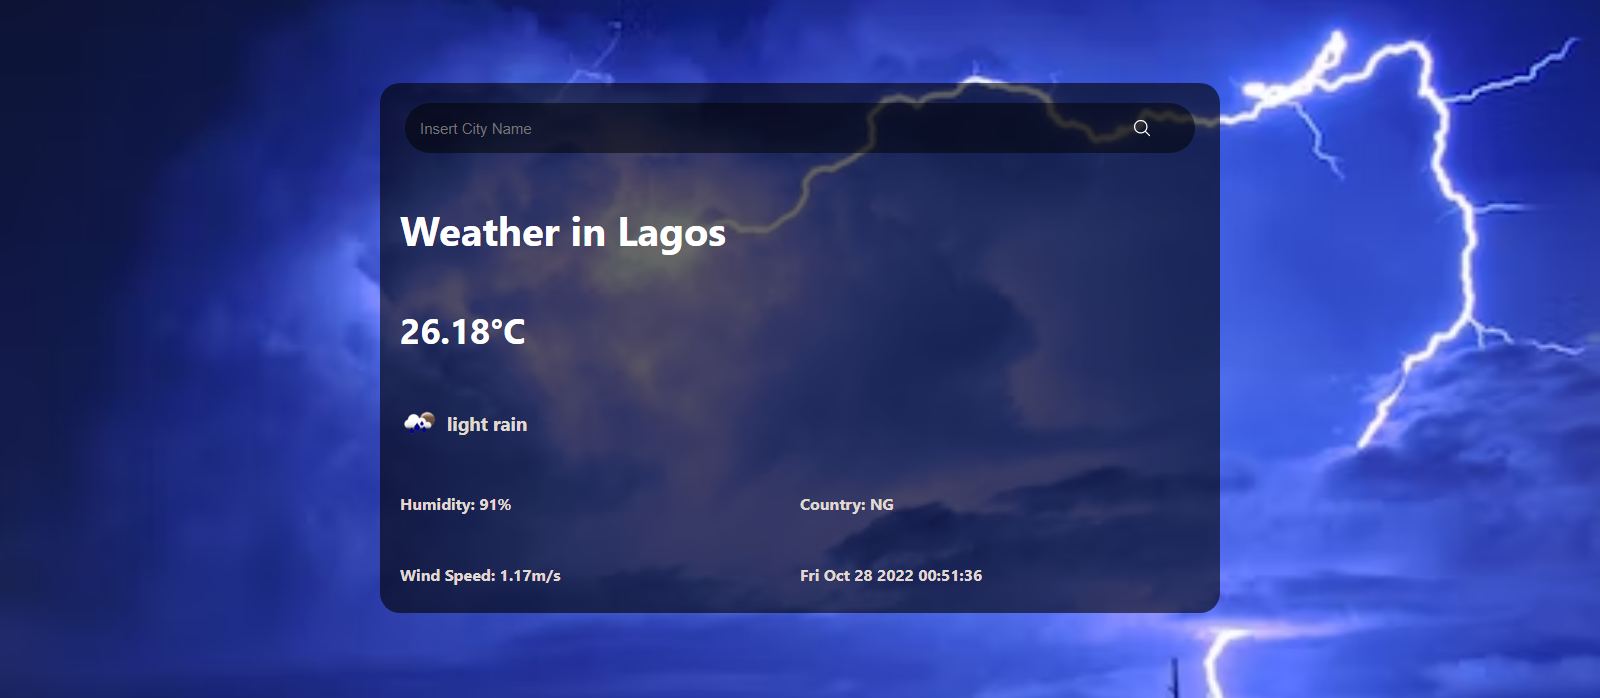 Insert City Name
Weather in Lagos
26.18°C
light rain
Humidity: 91%
Country: NG
Wind Speed: 1.17m/s
Fri Oct 28 2022 00:51:36